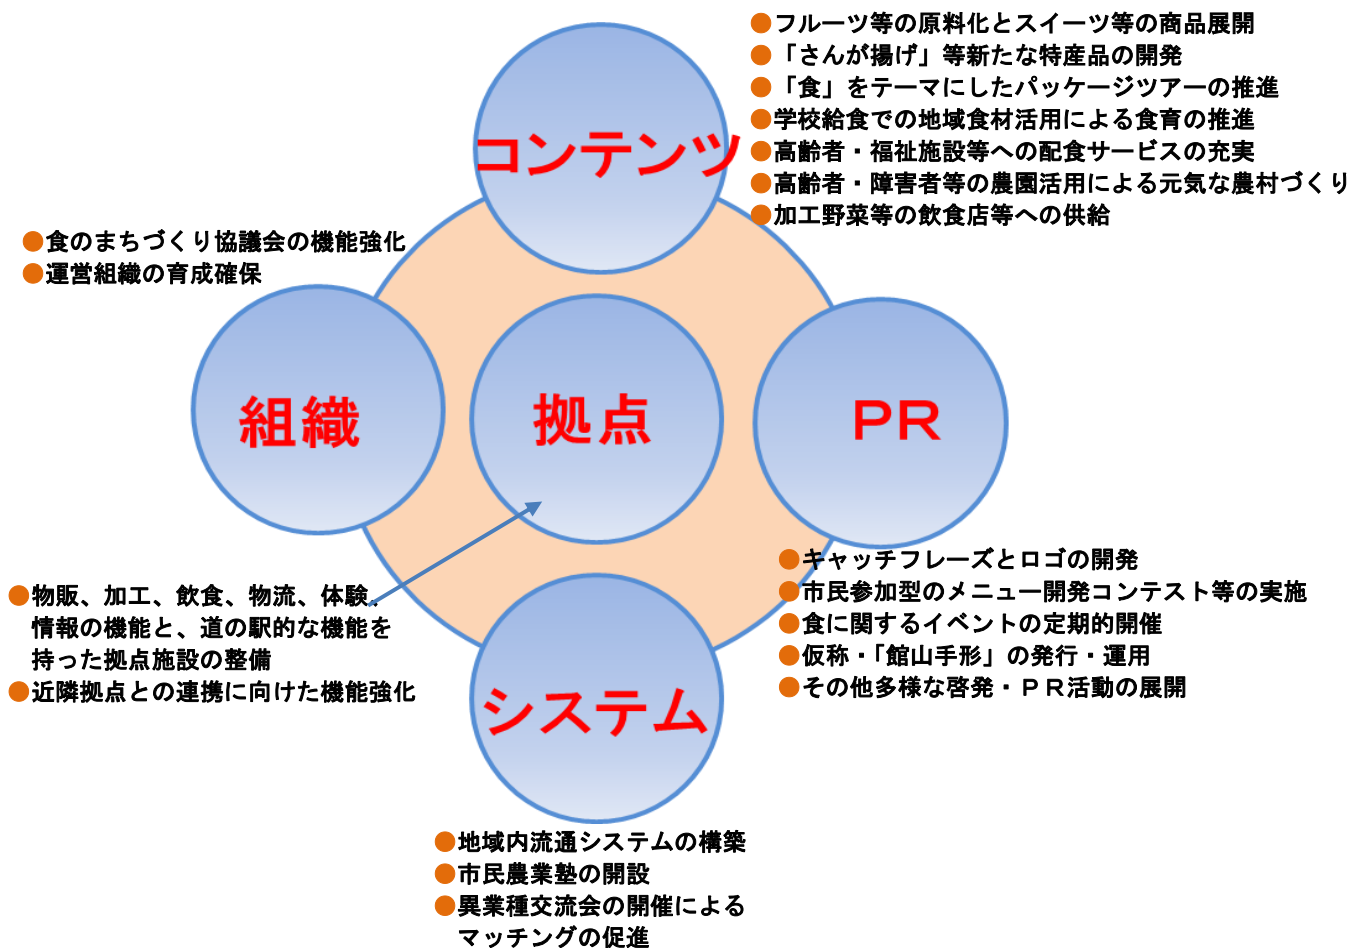 ●フルーツ等の原料化とスイーツ等の商品展開
●「さんが揚げ」等新たな特産品の開発
●「食」をテーマにしたパッケージツアーの推進
●学校給食での地域食材活用による食育の推進
●高齢者・福祉施設等への配食サービスの充実
●高齢者・障害者等の農園活用による元気な農村づくり
●加工野菜等の飲食店等への供給
コンテンツ
●食のまちづくり協議会の機能強化
●運営組織の育成確保
組織
拠点
PR
●物販、加工、飲食、物流、体験、
情報の機能と、道の駅的な機能を
持った拠点施設の整備
●近隣拠点との連携に向けた機能強化
●キャッチフレーズとロゴの開発
●市民参加型のメニュー開発コンテスト等の実施
●食に関するイベントの定期的開催
●仮称・「館山手形」の発行・運用
●その他多様な啓発・ＰＲ活動の展開
システム
●地域内流通システムの構築
●市民農業塾の開設
●異業種交流会の開催による
マッチングの促進